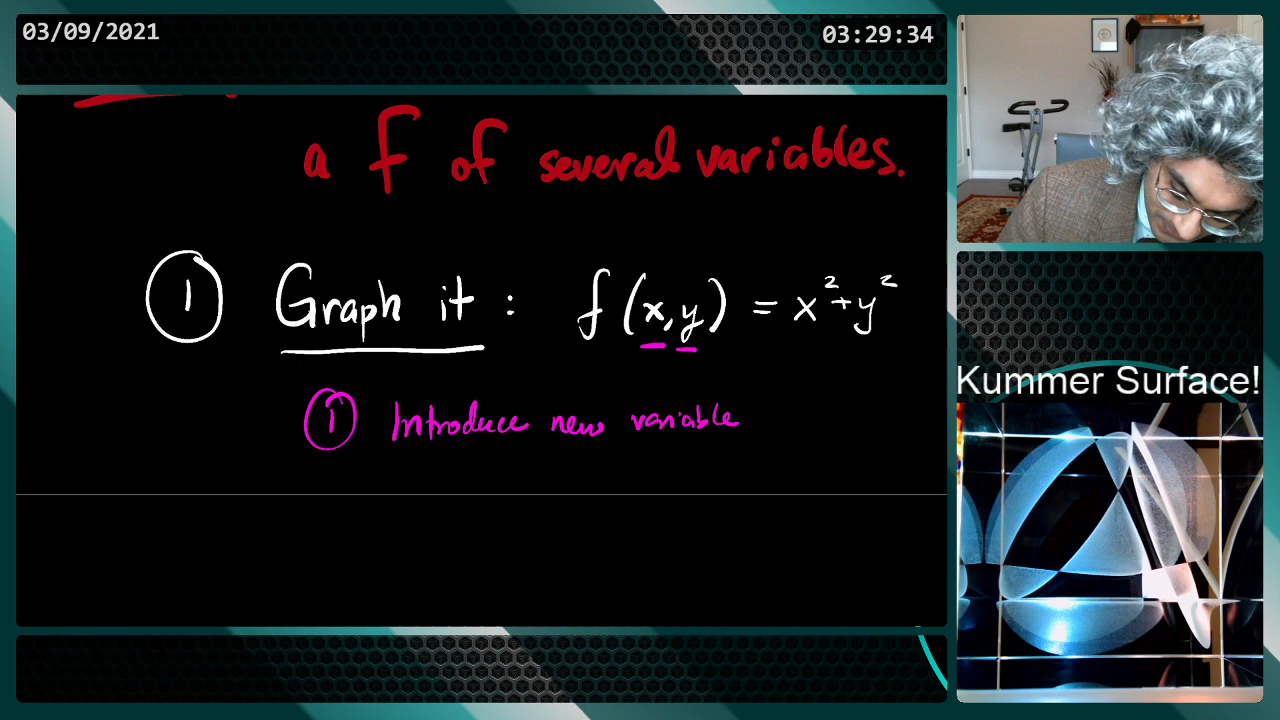 03/09/2021
03:29:34
a f of several variables.
① Graph it : f(x,y) = x²+y²
① Introduce new variable
Kummer Surface!